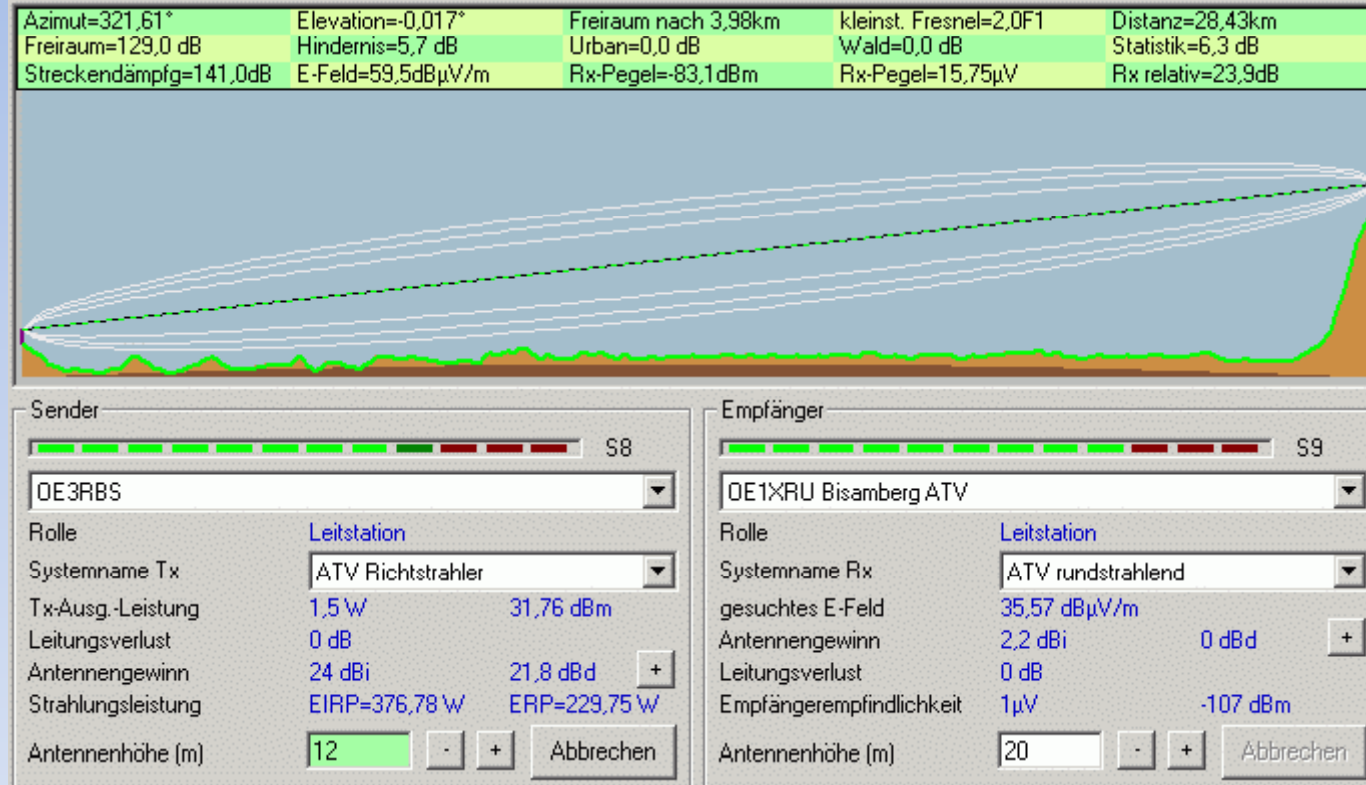 Azimut=321,61° Elevation=-0,017° Freiraum nach 3,98km kleinst. Fresnel=2,0F1 Distanz=28,43km
Freiraum=129,0 dB Hindernis=5,7 dB Urban=0,0 dB Wald=0,0 dB Statistik=6,3 dB
Streckendämpfg=141,0dB E-Feld=59,5dBµV/m Rx-Pegel=-83,1dBm Rx-Pegel=15,75µV Rx relativ=23,9dB
Sender
S8
OE3RBS
Rolle Leitstation
Systemname Tx ATV Richtstrahler
Tx-Ausg.-Leistung 1,5 W 31,76 dBm
Leitungsverlust 0 dB
Antennengewinn 24 dBi 21,8 dBd +
Strahlungsleistung EIRP=376,78 W ERP=229,75 W
Antennenhöhe (m) 12 - + Abbrechen
Empfänger
S9
OE1XRU Bisamberg ATV
Rolle Leitstation
Systemname Rx ATV rundstrahlend
gesuchtes E-Feld 35,57 dBµV/m
Antennengewinn 2,2 dBi 0 dBd +
Leitungsverlust 0 dB
Empfängerempfindlichkeit 1µV -107 dBm
Antennenhöhe (m) 20 - + Abbrechen